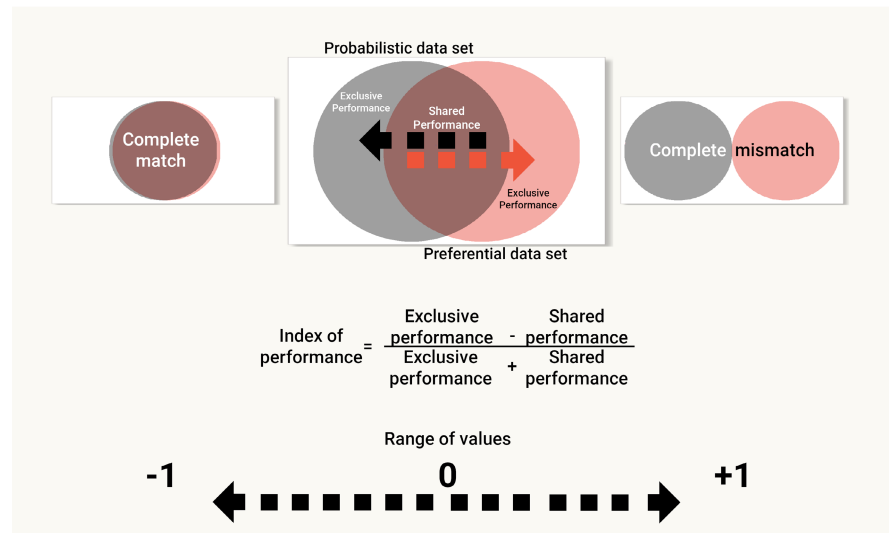 Probabilistic data set
Complete
match
Exclusive
Performance
Shared
Performance
Exclusive
Performance
Complete mismatch
Preferential data set
Index of
performance
=
Exclusive
performance
-
Shared
performance
Exclusive
performance
+
Shared
performance
Range of values
-1 0 +1